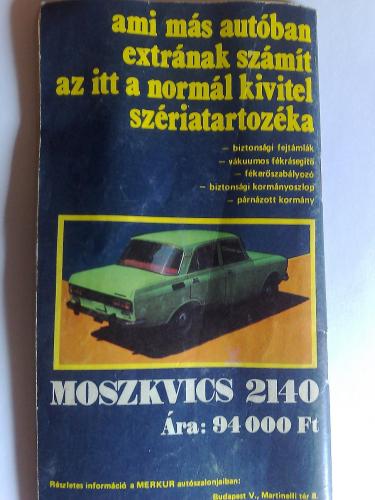 ami más autóban
extrának számít
az itt a normál kivitel
szériatartozéka
— biztonsági fejtámlák
— vákuumos fékrásegítő
— fékerőszabályozó
— biztonsági kormányoszlop
— párnázott kormány
MOSZKVICS 2140
Ára: 94 000 Ft
Részletes információ a MERKUR autószalonjaiban:
Budapest V., Martinelli tér 8.